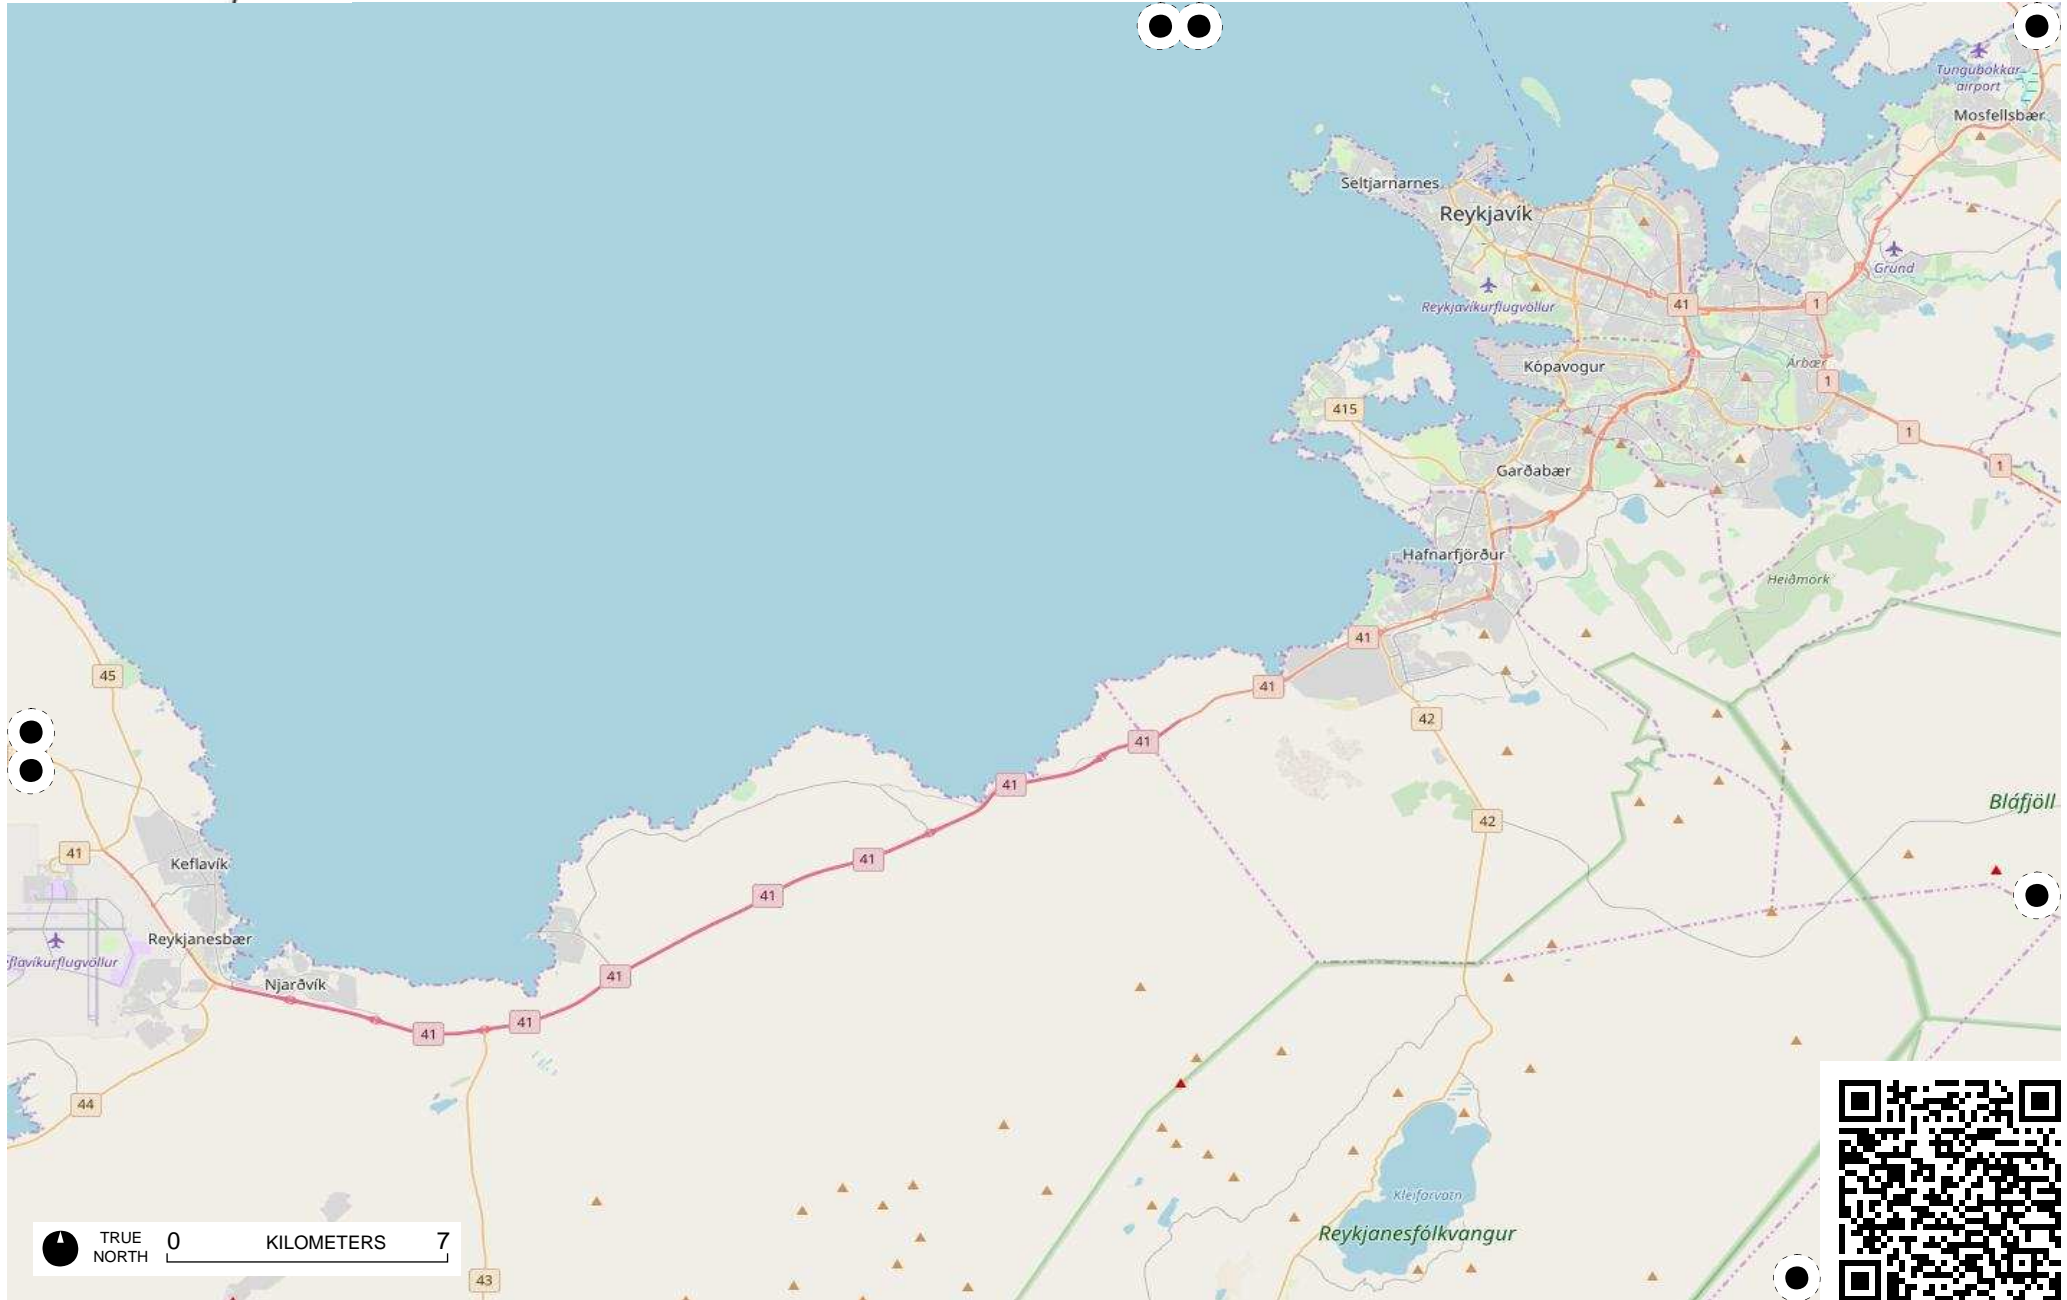 Tungubakkar
airport
Mosfellsbær
Seltjarnarnes
Reykjavík
Grund
Reykjavíkurflugvöllur
41
1
Kópavogur
Árbær
1
415
1
Garðabær
1
Hafnarfjörður
Heiðmörk
41
45
41
42
41
41
Bláfjöll
42
41
41
Keflavík
41
Reykjanesbær
flavíkurflugvöllur
41
Njarðvík
41
41
44
Kleifarvatn
Reykjanesfólkvangur
TRUE
NORTH
0 KILOMETERS 7
43